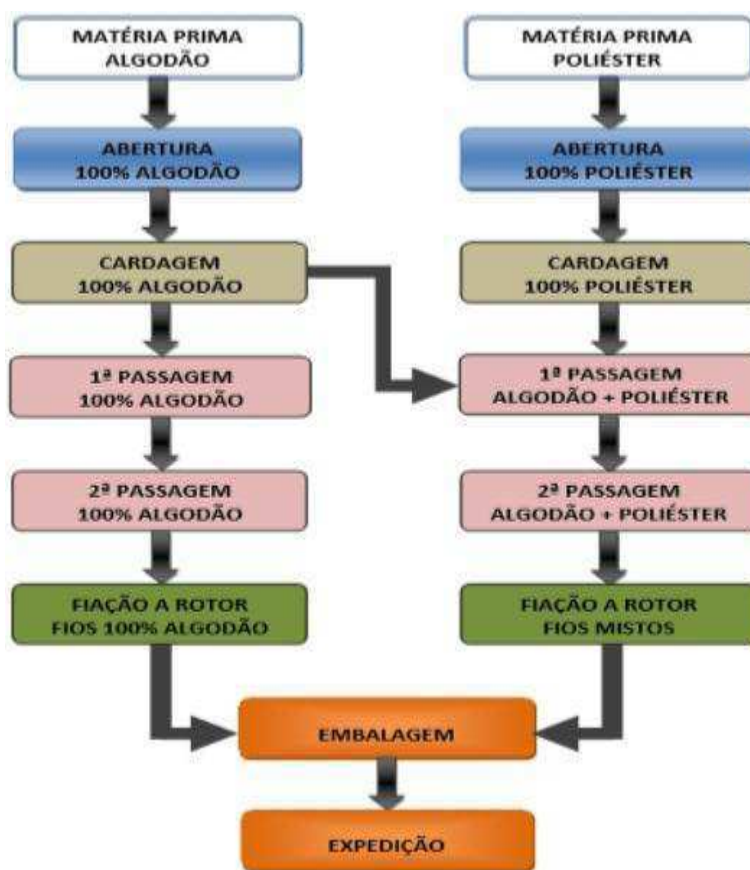 MATÉRIA PRIMA
ALGODÃO
MATÉRIA PRIMA
POLIÉSTER
ABERTURA
100% ALGODÃO
ABERTURA
100% POLIÉSTER
CARDAGEM
100% ALGODÃO
CARDAGEM
100% POLIÉSTER
1ª PASSAGEM
100% ALGODÃO
1ª PASSAGEM
ALGODÃO + POLIÉSTER
2ª PASSAGEM
100% ALGODÃO
2ª PASSAGEM
ALGODÃO + POLIÉSTER
FIAÇÃO A ROTOR
FIOS 100% ALGODÃO
FIAÇÃO A ROTOR
FIOS MISTOS
EMBALAGEM
EXPEDIÇÃO